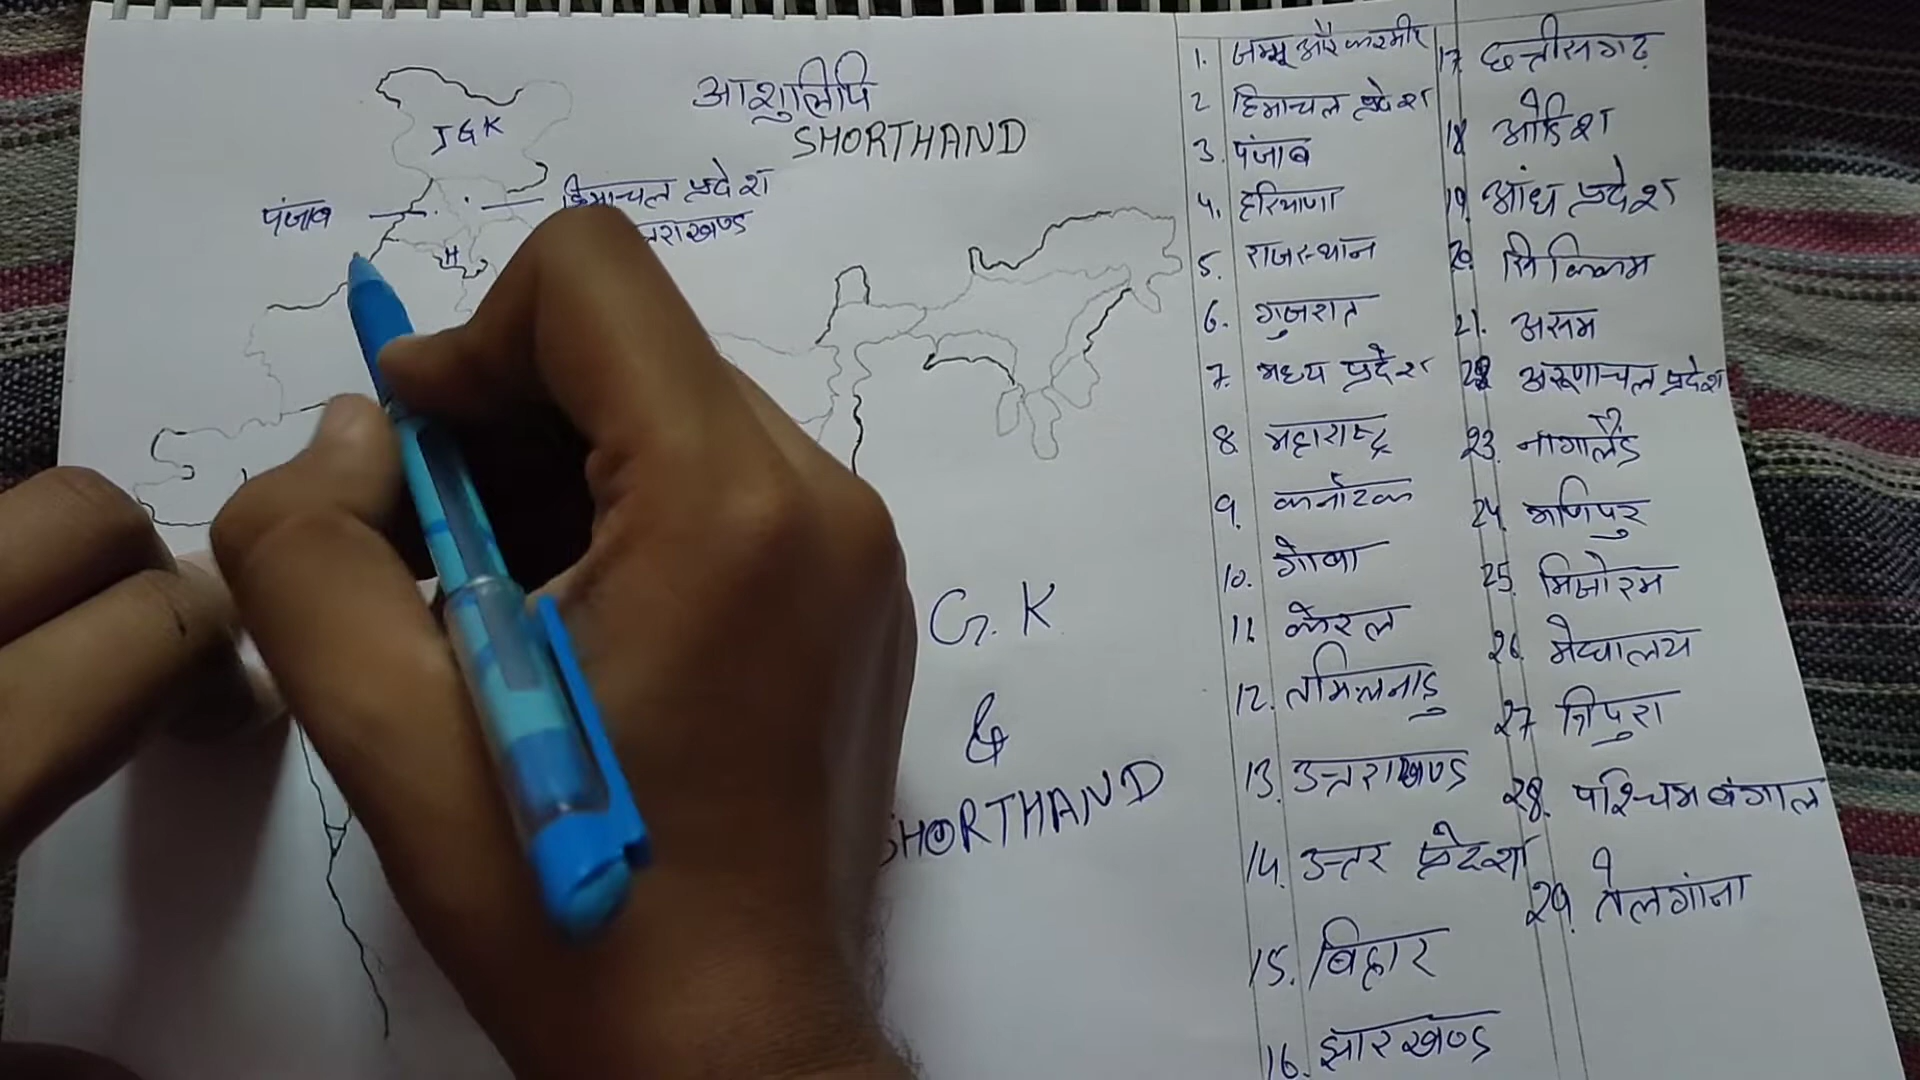 आशुलिपि
SHORTHAND
J&K
पंजाब
हिमाचल प्रदेश
H
G.K
&
SHORTHAND
1. जम्मू और कश्मीर
2 हिमाचल प्रदेश
3. पंजाब
4. हरियाणा
5. राजस्थान
6. गुजरात
7. मध्य प्रदेश
8. महाराष्ट्र
9. कर्नाटक
10. गोवा
11. केरल
12. तमिलनाडु
13. उत्तराखण्ड
14. उत्तर प्रदेश
15. बिहार
16. झारखण्ड
17. छत्तीसगढ़
18 ओडिशा
19. आंध्र प्रदेश
20. सिक्किम
21. असम
22 अरूणाचल प्रदेश
23. नागालैंड
24. मणिपुर
25. मिजोरम
26. मेघालय
27 त्रिपुरा
28. पश्चिम बंगाल
29. तेलगांना